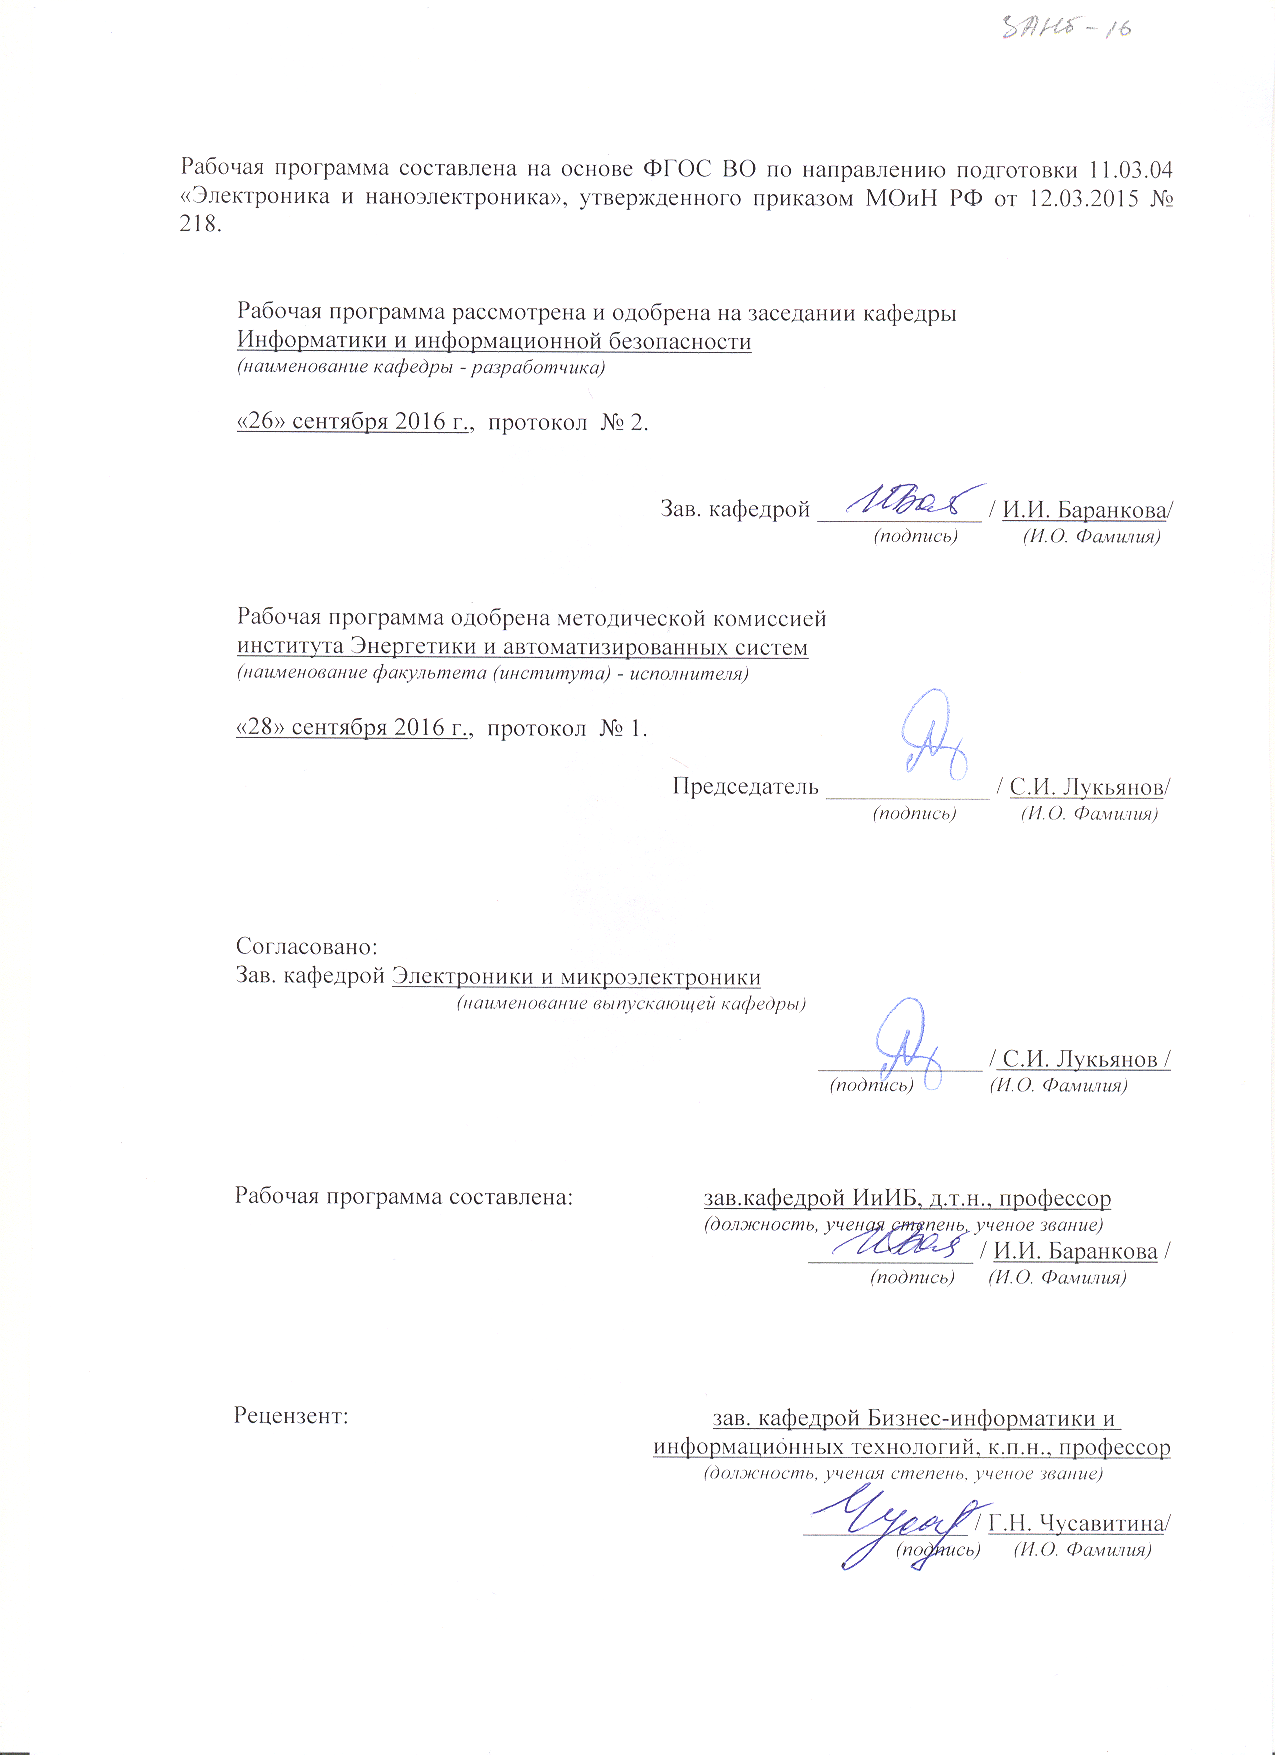 ЗАНБ-16
Рабочая программа составлена на основе ФГОС ВО по направлению подготовки 11.03.04
«Электроника и наноэлектроника», утвержденного приказом МОиН РФ от 12.03.2015 №
218.
Рабочая программа рассмотрена и одобрена на заседании кафедры
Информатики и информационной безопасности
(наименование кафедры - разработчика)
«26» сентября 2016 г., протокол № 2.
Зав. кафедрой _____________ / И.И. Баранкова/
(подпись) (И.О. Фамилия)
Рабочая программа одобрена методической комиссией
института Энергетики и автоматизированных систем
(наименование факультета (института) - исполнителя)
«28» сентября 2016 г., протокол № 1.
Председатель _____________ / С.И. Лукьянов/
(подпись) (И.О. Фамилия)
Согласовано:
Зав. кафедрой Электроники и микроэлектроники
(наименование выпускающей кафедры)
_____________ / С.И. Лукьянов /
(подпись) (И.О. Фамилия)
Рабочая программа составлена: зав.кафедрой ИиИБ, д.т.н., профессор
(должность, ученая степень, ученое звание)
_____________ / И.И. Баранкова /
(подпись) (И.О. Фамилия)
Рецензент: зав. кафедрой Бизнес-информатики и
информационных технологий, к.п.н., профессор
(должность, ученая степень, ученое звание)
_____________ / Г.Н. Чусавитина/
(подпись) (И.О. Фамилия)